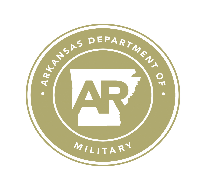 • ARKANSAS DEPARTMENT OF •
AR
MILITARY